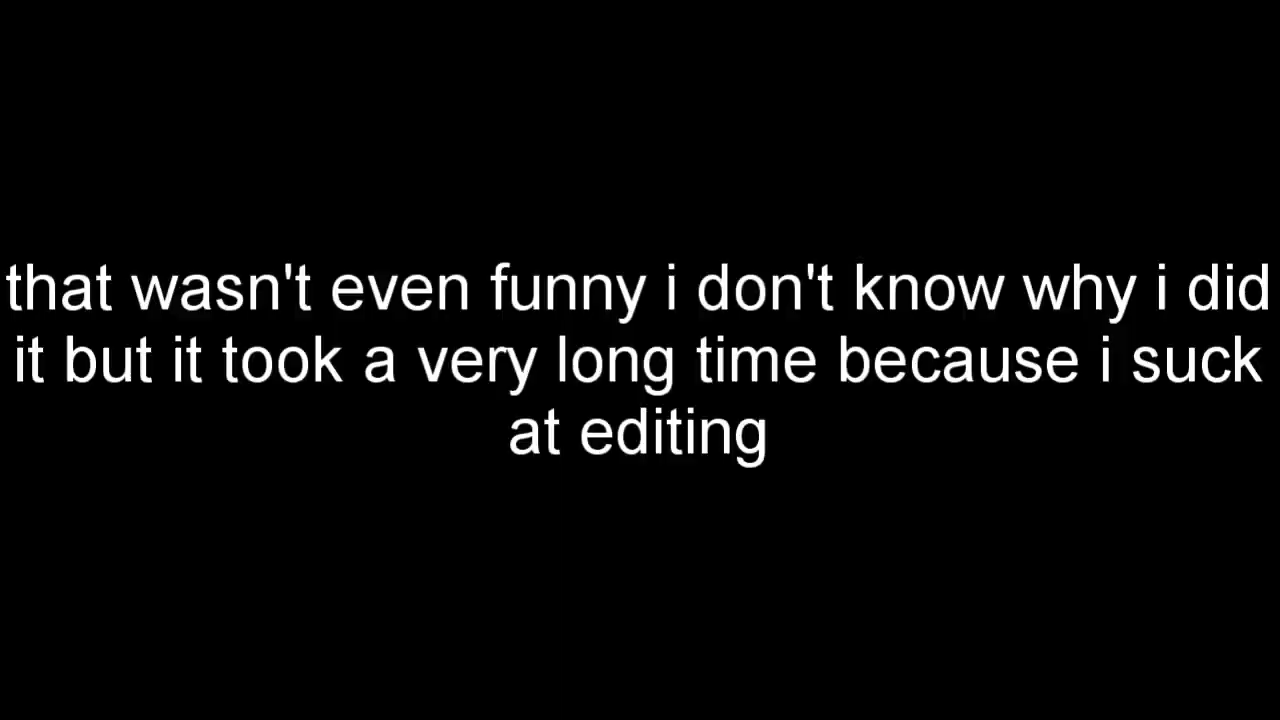 that wasn't even funny i don't know why i did
it but it took a very long time because i suck
at editing